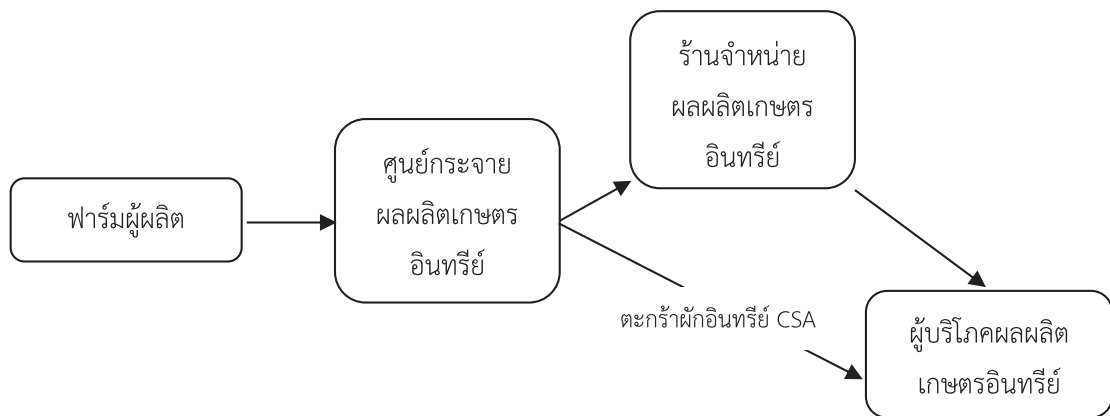 ฟาร์มผู้ผลิต
ศูนย์กระจาย
ผลผลิตเกษตร
อินทรีย์
ร้านจำหน่าย
ผลผลิตเกษตร
อินทรีย์
ตะกร้าผักอินทรีย์ CSA
ผู้บริโภคผลผลิต
เกษตรอินทรีย์